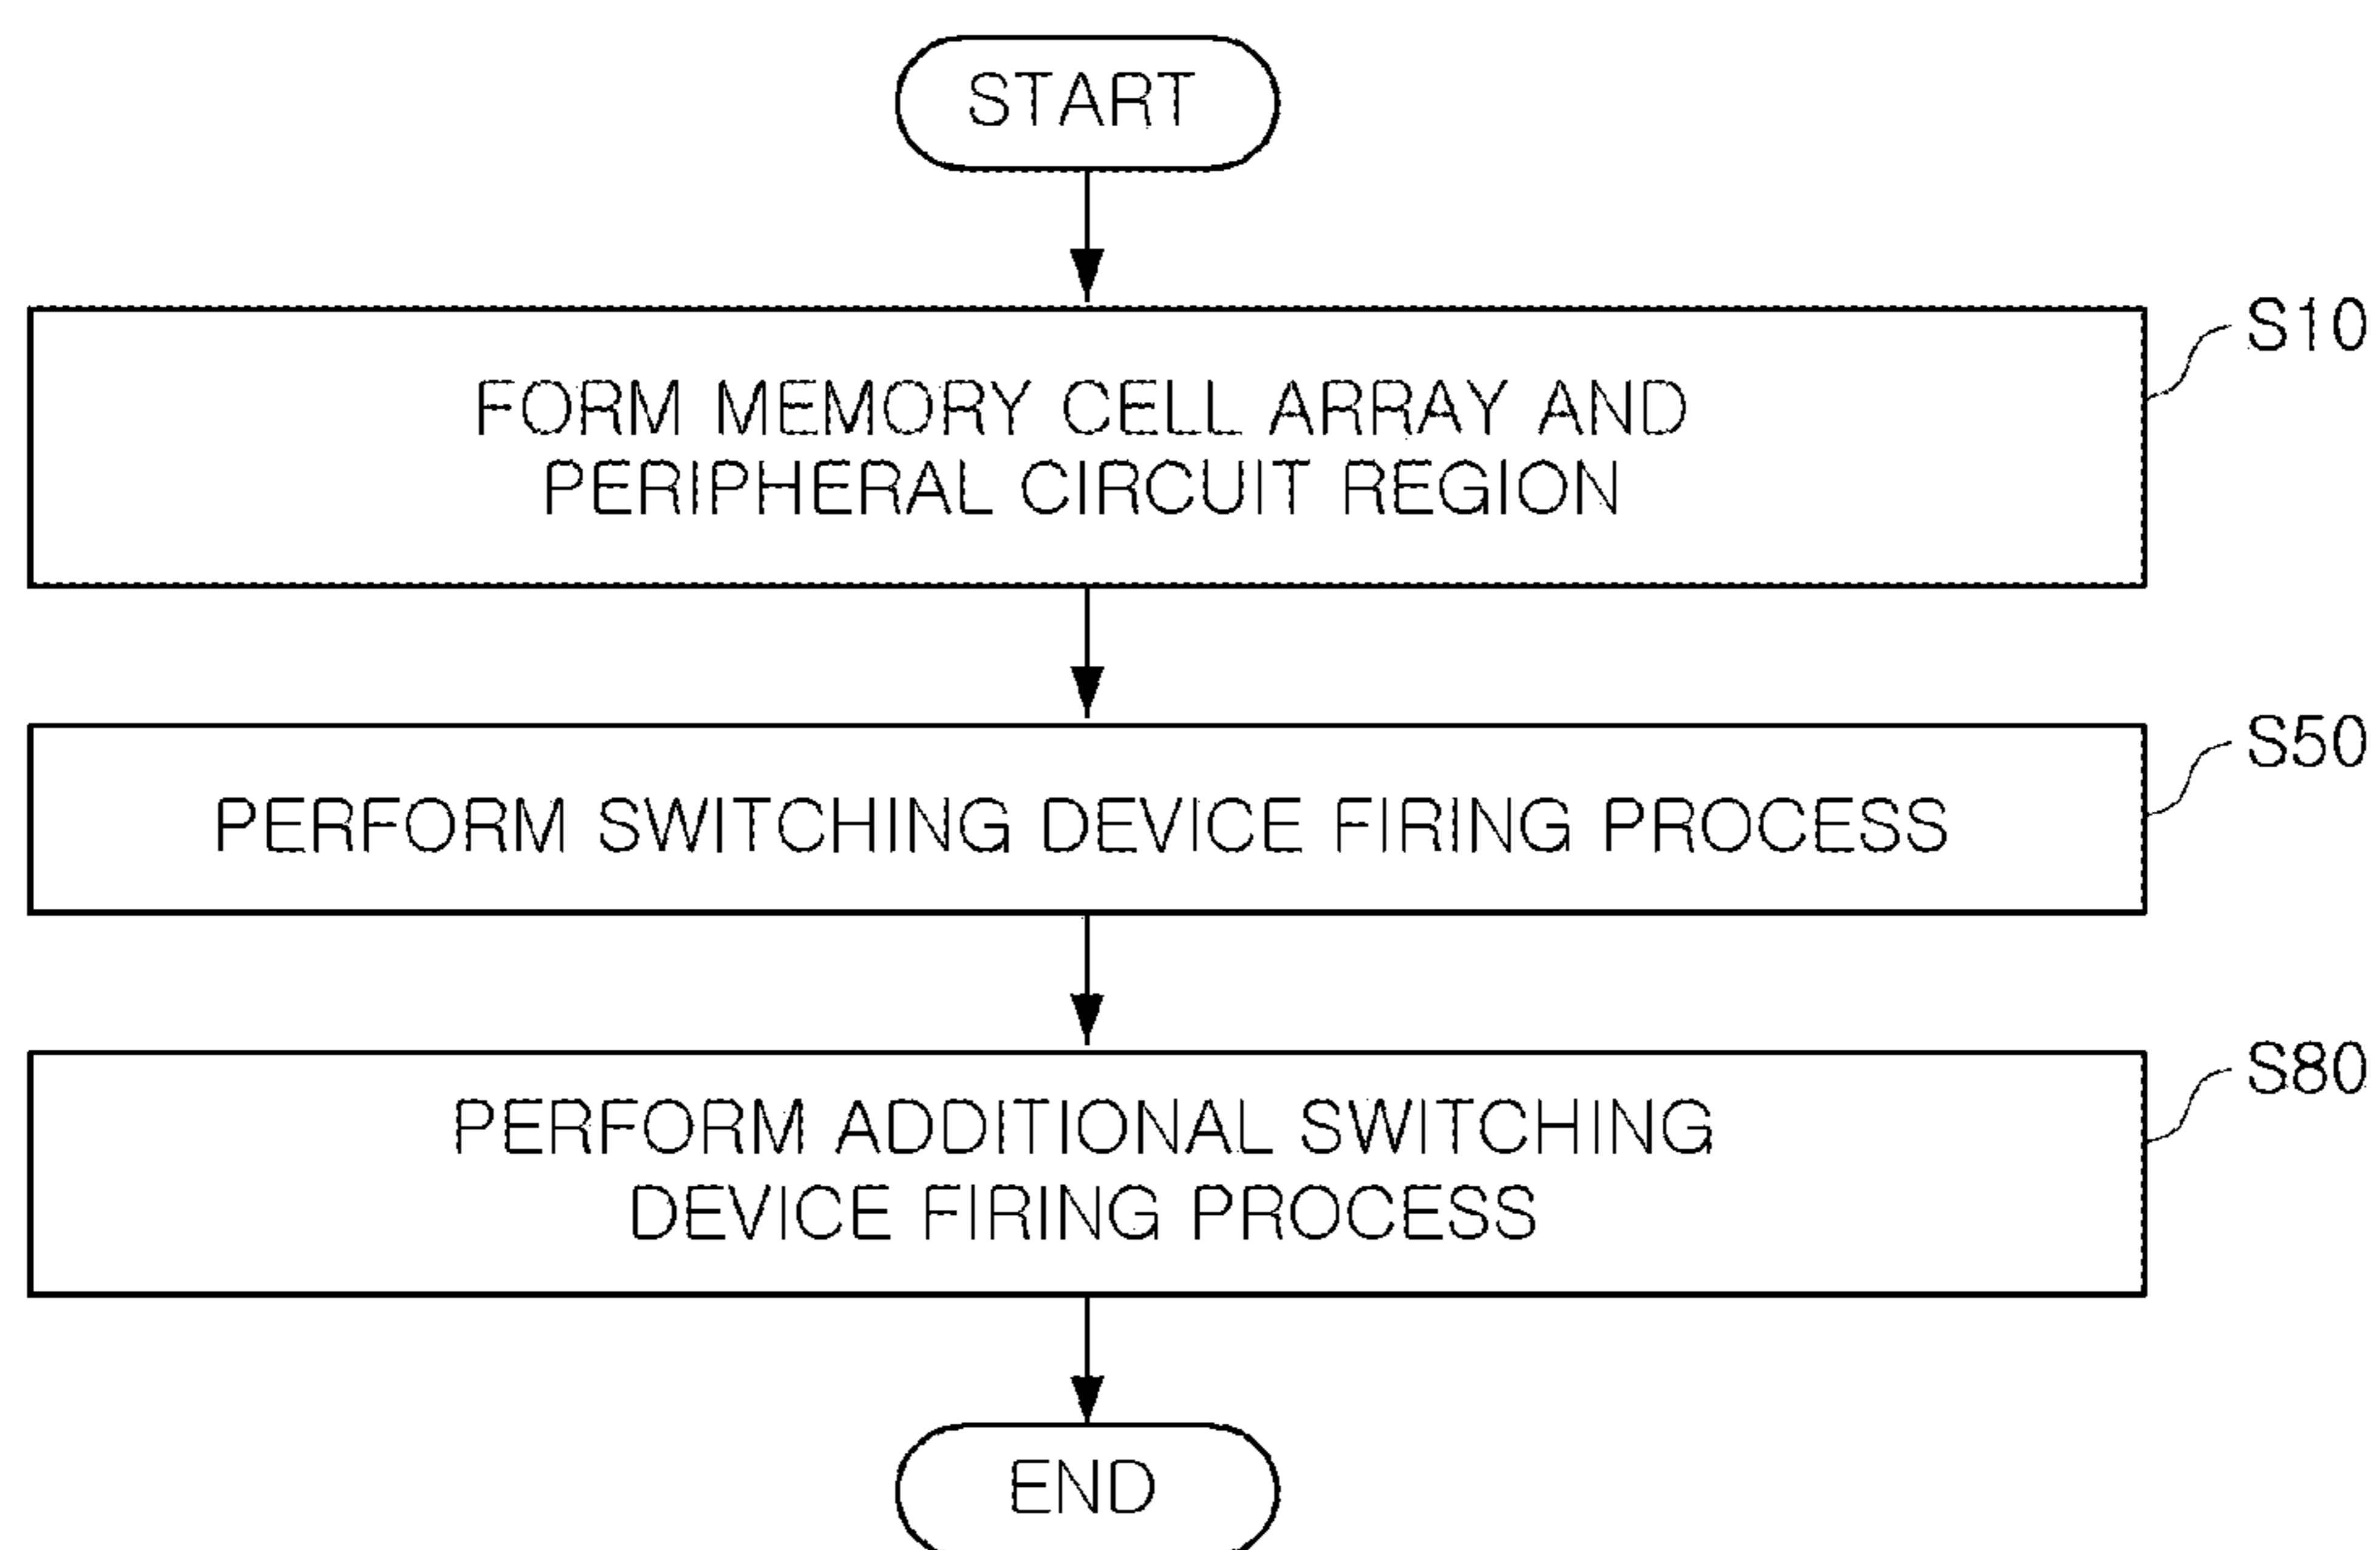 START
S10
FORM MEMORY CELL ARRAY AND
PERIPHERAL CIRCUIT REGION
S50
PERFORM SWITCHING DEVICE FIRING PROCESS
S80
PERFORM ADDITIONAL SWITCHING
DEVICE FIRING PROCESS
END